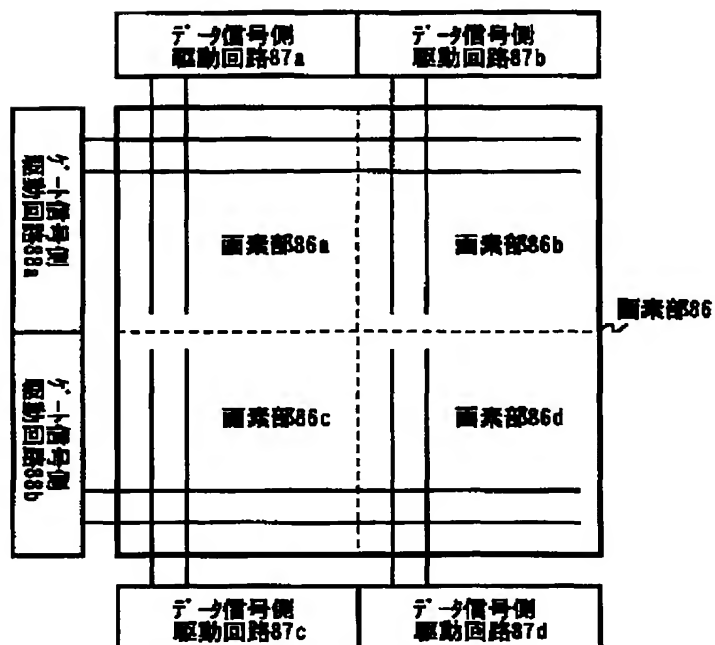 データ信号側
駆動回路87a
データ信号側
駆動回路87b
ゲート信号側
駆動回路88a
画素部86a
画素部86b
画素部86
ゲート信号側
駆動回路88b
画素部86c
画素部86d
データ信号側
駆動回路87c
データ信号側
駆動回路87d